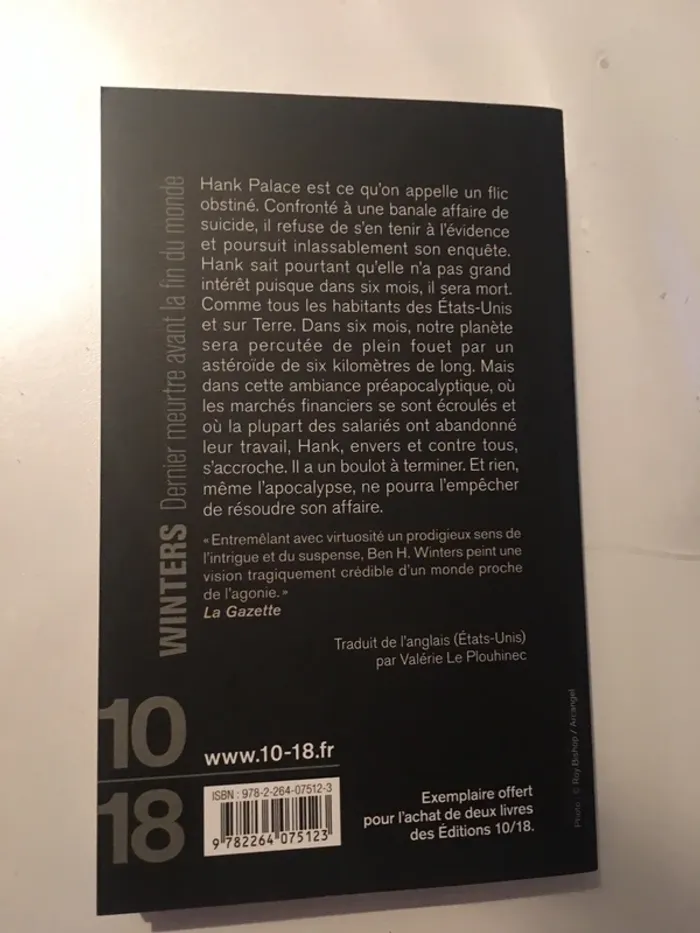 WINTERS Dernier meurtre avant la fin du monde
Hank Palace est ce qu'on appelle un flic
obstiné. Confronté à une banale affaire de
suicide, il refuse de s'en tenir à l'évidence
et poursuit inlassablement son enquête.
Hank sait pourtant qu'elle n'a pas grand
intérêt puisque dans six mois, il sera mort.
Comme tous les habitants des États-Unis
et sur Terre. Dans six mois, notre planète
sera percutée de plein fouet par un
astéroïde de six kilomètres de long. Mais
dans cette ambiance préapocalyptique, où
les marchés financiers se sont écroulés et
où la plupart des salariés ont abandonné
leur travail, Hank, envers et contre tous,
s'accroche. Il a un boulot à terminer. Et rien,
même l'apocalypse, ne pourra l'empêcher
de résoudre son affaire.
« Entremêlant avec virtuosité un prodigieux sens de
l'intrigue et du suspense, Ben H. Winters peint une
vision tragiquement crédible d'un monde proche
de l'agonie. »
La Gazette
Traduit de l'anglais (États-Unis)
par Valérie Le Plouhinec
10
18
www.10-18.fr
ISBN : 978-2-264-07512-3
9 782264 075123
Exemplaire offert
pour l'achat de deux livres
des Éditions 10/18.
Photo : © Roy Bishop / Arcangel